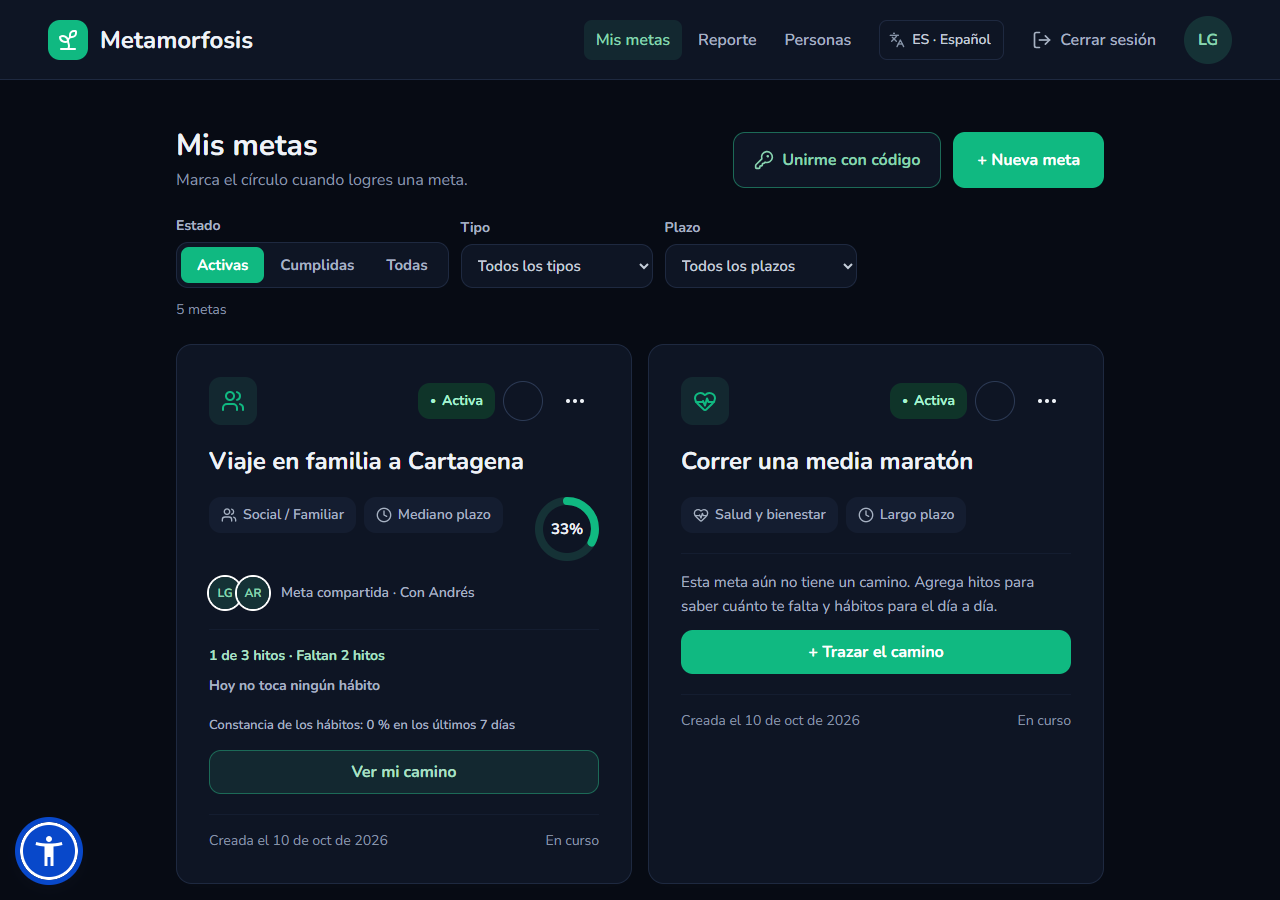 Metamorfosis
Mis metas
Reporte
Personas
ES · Español
Cerrar sesión
LG
Mis metas
Marca el círculo cuando logres una meta.
Unirme con código
+ Nueva meta
Estado
Activas
Cumplidas
Todas
Tipo
Todos los tipos
Plazo
Todos los plazos
5 metas
• Activa
Viaje en familia a Cartagena
Social / Familiar
Mediano plazo
33%
LG
AR
Meta compartida · Con Andrés
1 de 3 hitos · Faltan 2 hitos
Hoy no toca ningún hábito
Constancia de los hábitos: 0 % en los últimos 7 días
Ver mi camino
Creada el 10 de oct de 2026
En curso
• Activa
Correr una media maratón
Salud y bienestar
Largo plazo
Esta meta aún no tiene un camino. Agrega hitos para
saber cuánto te falta y hábitos para el día a día.
+ Trazar el camino
Creada el 10 de oct de 2026
En curso